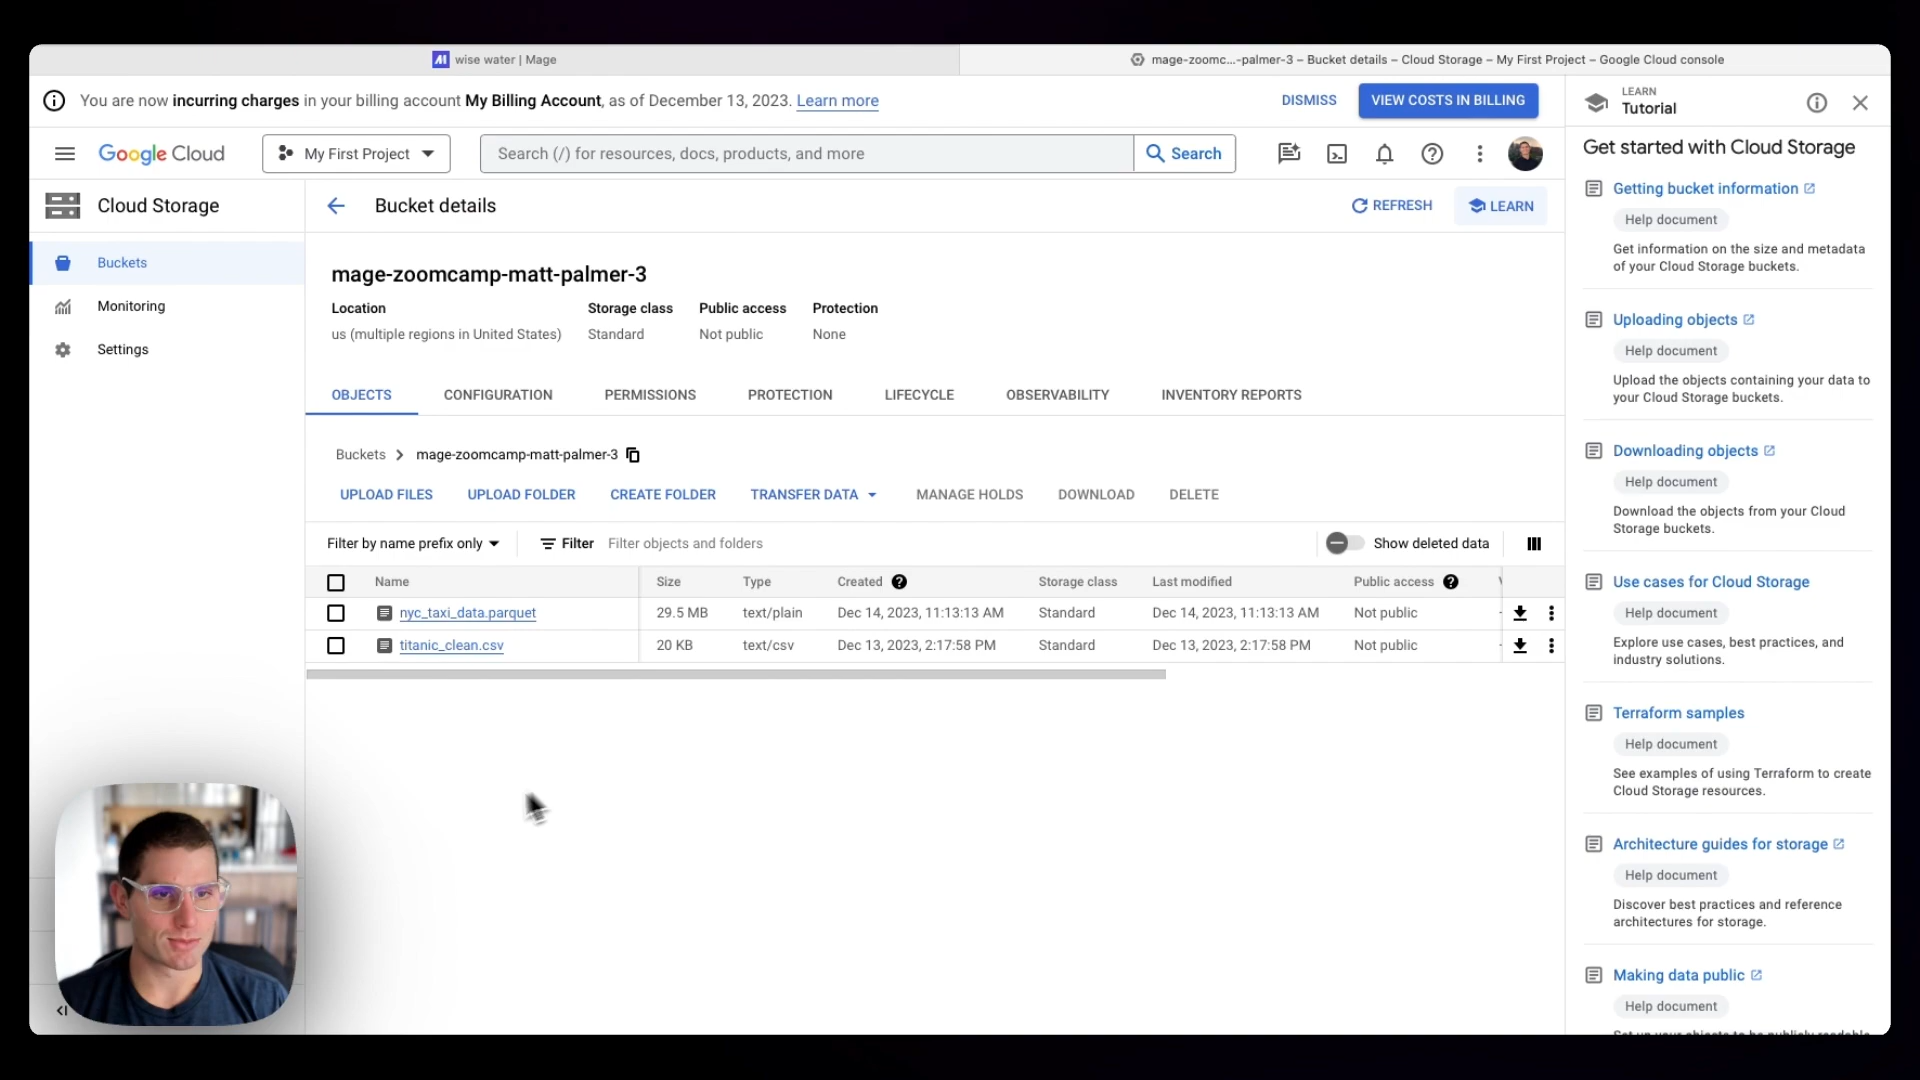 wise water | Mage
mage-zoomc...-palmer-3 – Bucket details – Cloud Storage – My First Project – Google Cloud console
You are now incurring charges in your billing account My Billing Account, as of December 13, 2023. Learn more
DISMISS
VIEW COSTS IN BILLING
LEARN
Tutorial
Google Cloud
My First Project
Search (/) for resources, docs, products, and more
Search
Get started with Cloud Storage
Cloud Storage
Bucket details
REFRESH
LEARN
Buckets
Monitoring
Settings
mage-zoomcamp-matt-palmer-3
Location Storage class Public access Protection
us (multiple regions in United States) Standard Not public None
OBJECTS CONFIGURATION PERMISSIONS PROTECTION LIFECYCLE OBSERVABILITY INVENTORY REPORTS
Buckets > mage-zoomcamp-matt-palmer-3
UPLOAD FILES UPLOAD FOLDER CREATE FOLDER TRANSFER DATA MANAGE HOLDS DOWNLOAD DELETE
Filter by name prefix only Filter Filter objects and folders Show deleted data
Name Size Type Created Storage class Last modified Public access
nyc_taxi_data.parquet 29.5 MB text/plain Dec 14, 2023, 11:13:13 AM Standard Dec 14, 2023, 11:13:13 AM Not public
titanic_clean.csv 20 KB text/csv Dec 13, 2023, 2:17:58 PM Standard Dec 13, 2023, 2:17:58 PM Not public
Getting bucket information
Help document
Get information on the size and metadata
of your Cloud Storage buckets.
Uploading objects
Help document
Upload the objects containing your data to
your Cloud Storage buckets.
Downloading objects
Help document
Download the objects from your Cloud
Storage buckets.
Use cases for Cloud Storage
Help document
Explore use cases, best practices, and
industry solutions.
Terraform samples
Help document
See examples of using Terraform to create
Cloud Storage resources.
Architecture guides for storage
Help document
Discover best practices and reference
architectures for storage.
Making data public
Help document